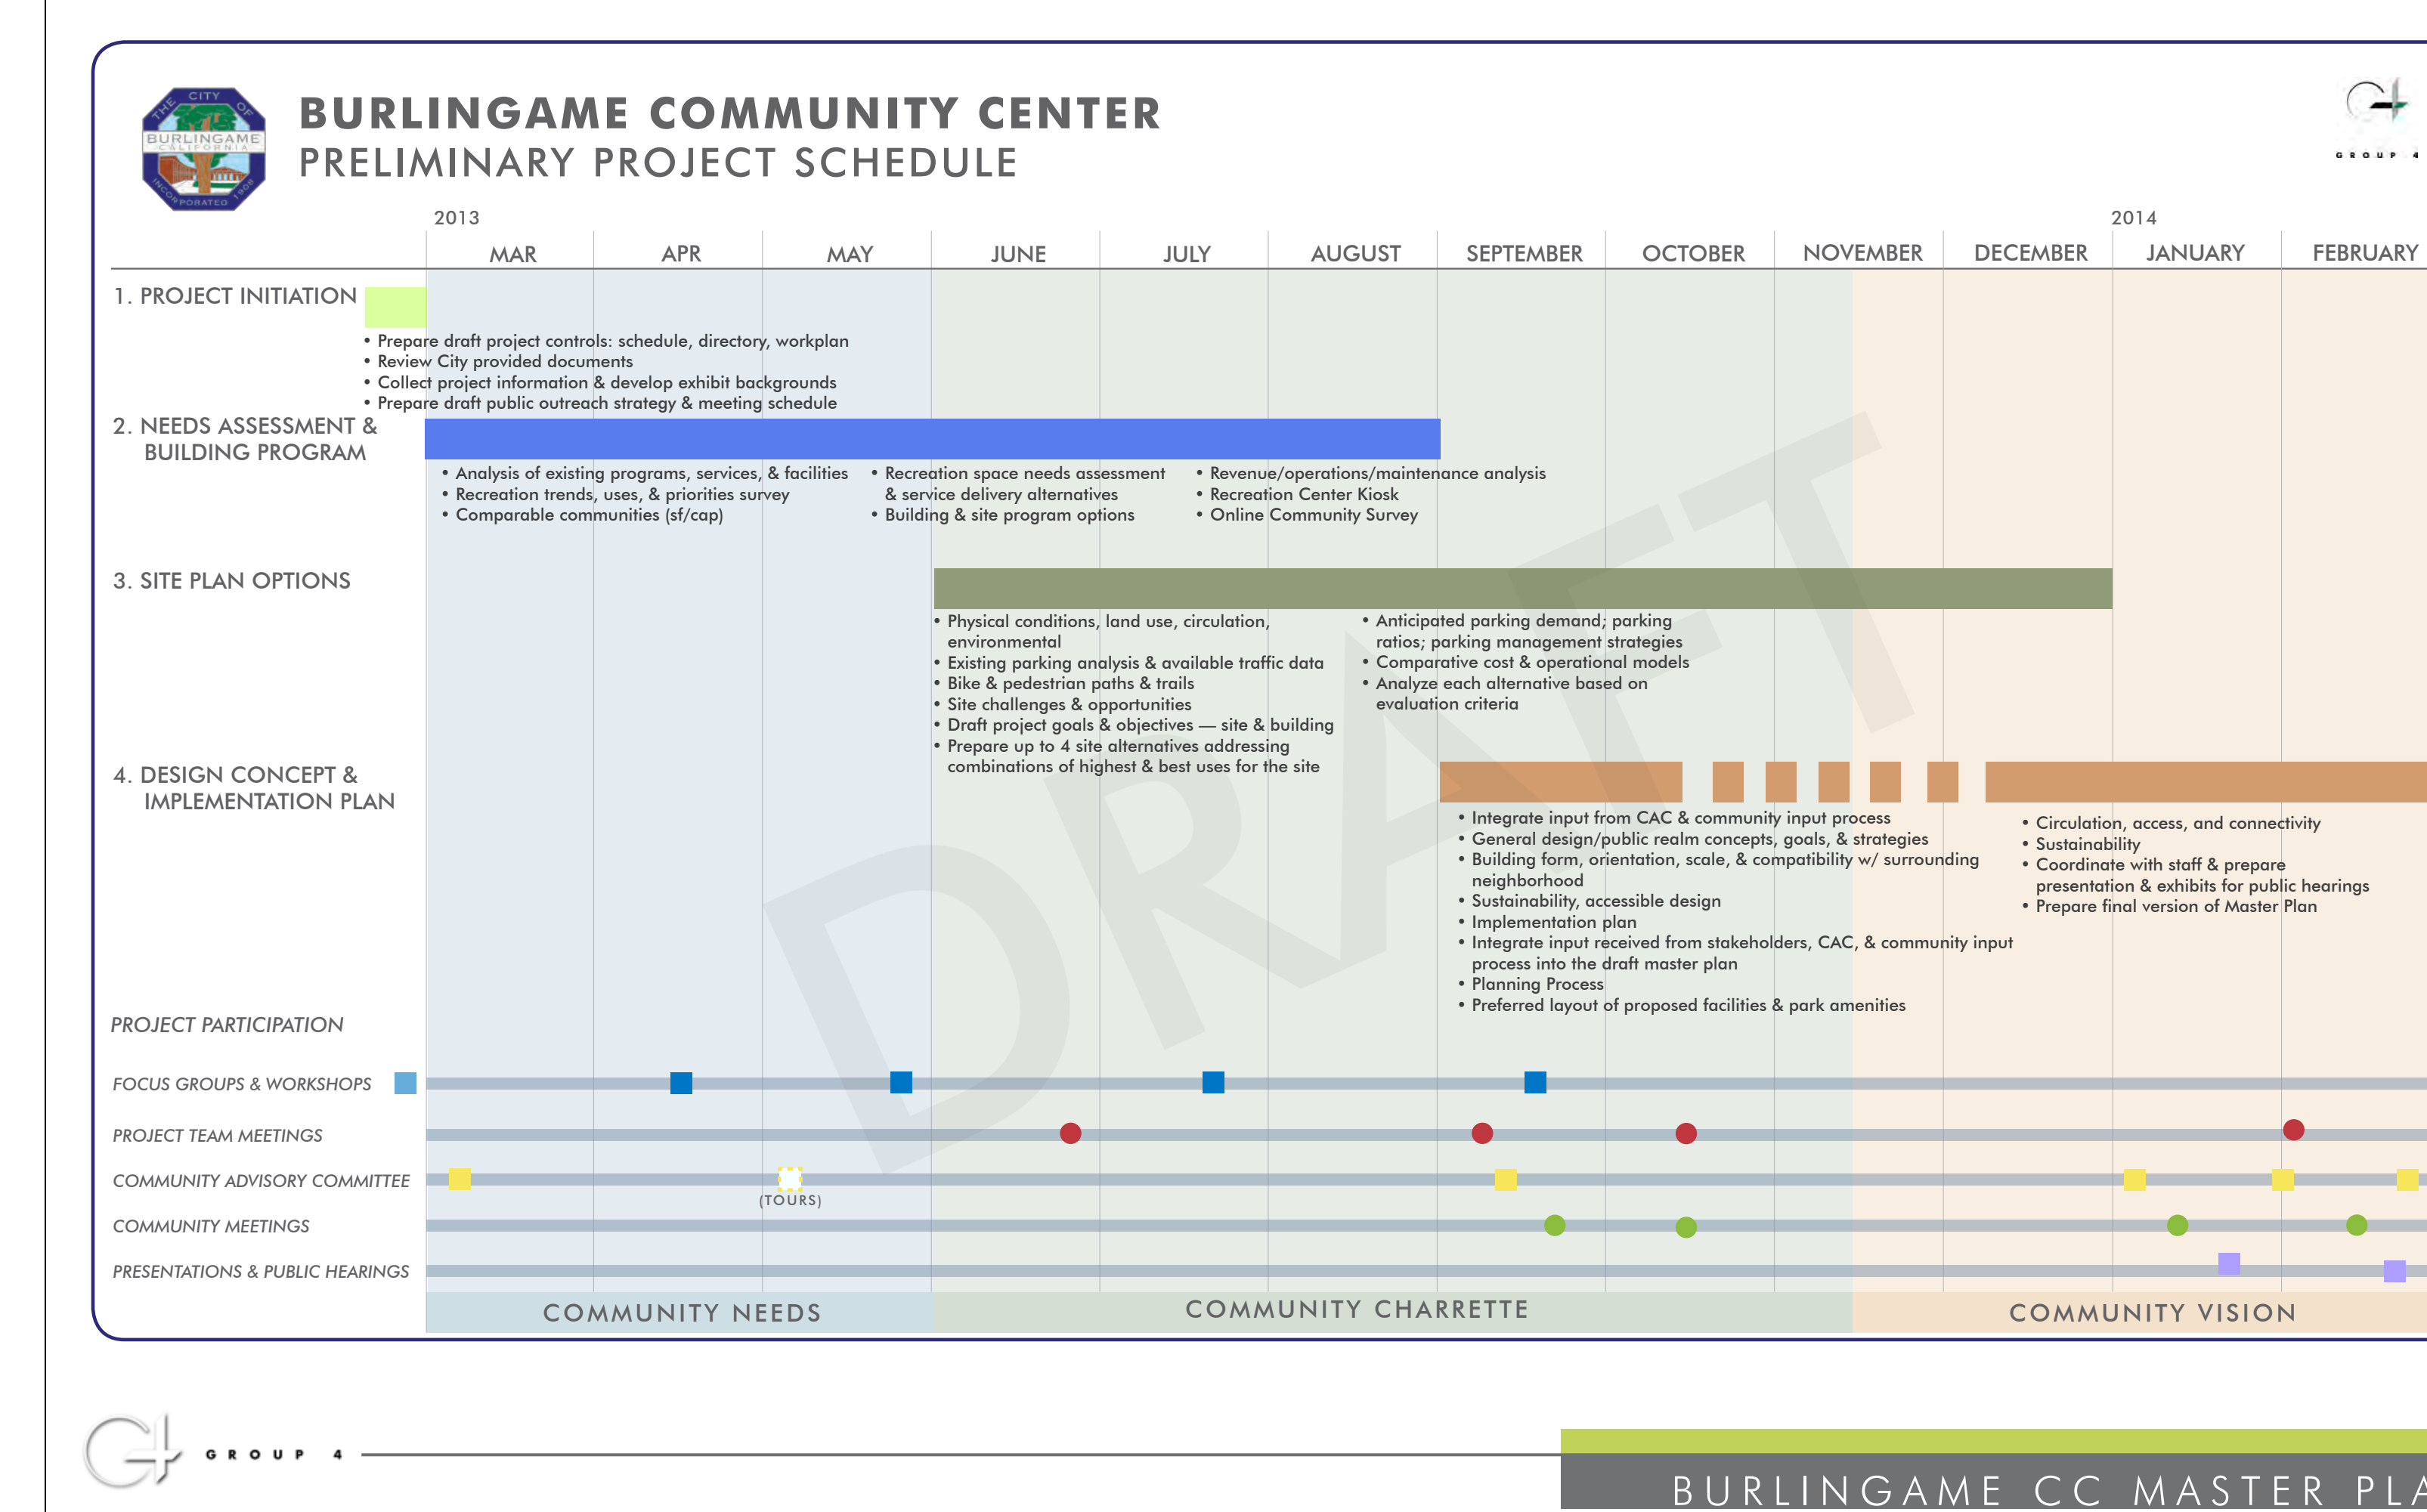 THE CITY OF
BURLINGAME
CALIFORNIA
INCORPORATED 1908
BURLINGAME COMMUNITY CENTER
PRELIMINARY PROJECT SCHEDULE
GROUP 4
2013
2014
MAR APR MAY JUNE JULY AUGUST SEPTEMBER OCTOBER NOVEMBER DECEMBER JANUARY FEBRUARY
1. PROJECT INITIATION
• Prepare draft project controls: schedule, directory, workplan
• Review City provided documents
• Collect project information & develop exhibit backgrounds
• Prepare draft public outreach strategy & meeting schedule
2. NEEDS ASSESSMENT &
BUILDING PROGRAM
• Analysis of existing programs, services, & facilities
• Recreation trends, uses, & priorities survey
• Comparable communities (sf/cap)
• Recreation space needs assessment
& service delivery alternatives
• Building & site program options
• Revenue/operations/maintenance analysis
• Recreation Center Kiosk
• Online Community Survey
3. SITE PLAN OPTIONS
• Physical conditions, land use, circulation,
environmental
• Existing parking analysis & available traffic data
• Bike & pedestrian paths & trails
• Site challenges & opportunities
• Draft project goals & objectives — site & building
• Prepare up to 4 site alternatives addressing
combinations of highest & best uses for the site
• Anticipated parking demand; parking
ratios; parking management strategies
• Comparative cost & operational models
• Analyze each alternative based on
evaluation criteria
4. DESIGN CONCEPT &
IMPLEMENTATION PLAN
• Integrate input from CAC & community input process
• General design/public realm concepts, goals, & strategies
• Building form, orientation, scale, & compatibility w/ surrounding
neighborhood
• Sustainability, accessible design
• Implementation plan
• Integrate input received from stakeholders, CAC, & community input
process into the draft master plan
• Planning Process
• Preferred layout of proposed facilities & park amenities
• Circulation, access, and connectivity
• Sustainability
• Coordinate with staff & prepare
presentation & exhibits for public hearings
• Prepare final version of Master Plan
DRAFT
PROJECT PARTICIPATION
FOCUS GROUPS & WORKSHOPS
PROJECT TEAM MEETINGS
COMMUNITY ADVISORY COMMITTEE
(TOURS)
COMMUNITY MEETINGS
PRESENTATIONS & PUBLIC HEARINGS
COMMUNITY NEEDS
COMMUNITY CHARRETTE
COMMUNITY VISION
GROUP 4
BURLINGAME CC MASTER PLA